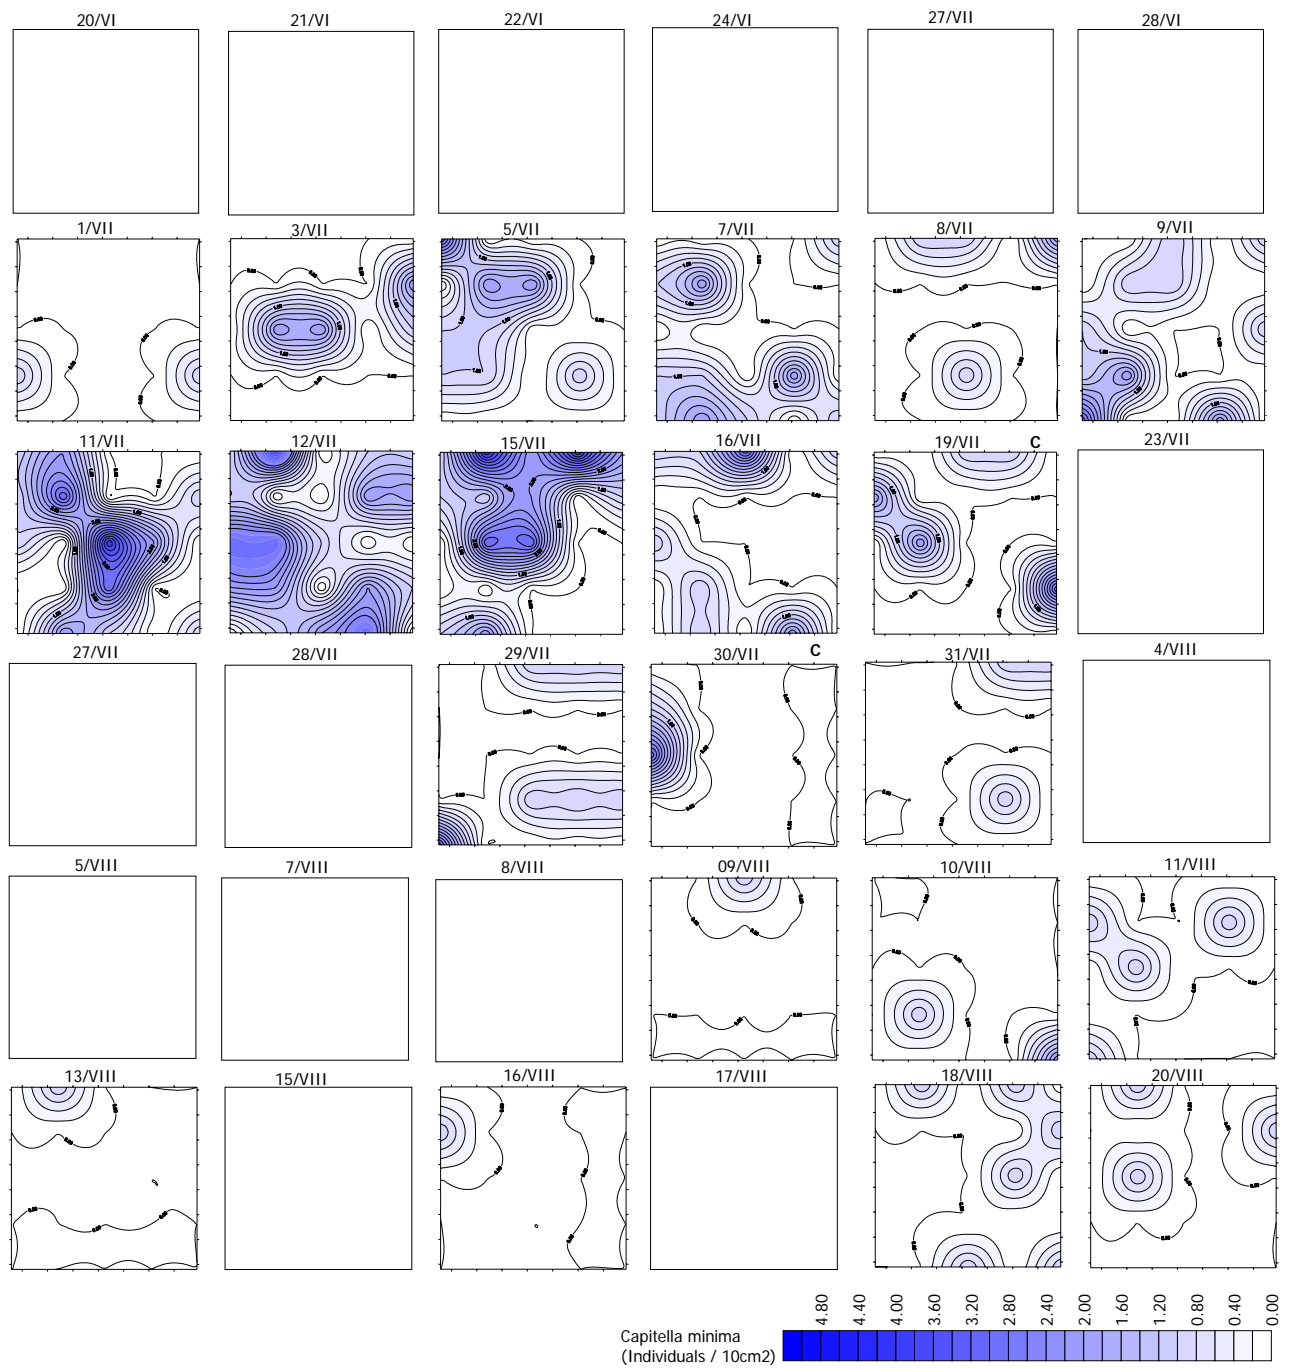 20/VI 21/VI 22/VI 24/VI 27/VII 28/VI
1/VII 3/VII 5/VII 7/VII 8/VII 9/VII
11/VII 12/VII 15/VII 16/VII 19/VII C 23/VII
27/VII 28/VII 29/VII 30/VII C 31/VII 4/VIII
5/VIII 7/VIII 8/VIII 09/VIII 10/VIII 11/VIII
13/VIII 15/VIII 16/VIII 17/VIII 18/VIII 20/VIII
4.80 4.40 4.00 3.60 3.20 2.80 2.40 2.00 1.60 1.20 0.80 0.40 0.00
Capitella minima
(Individuals / 10cm2)